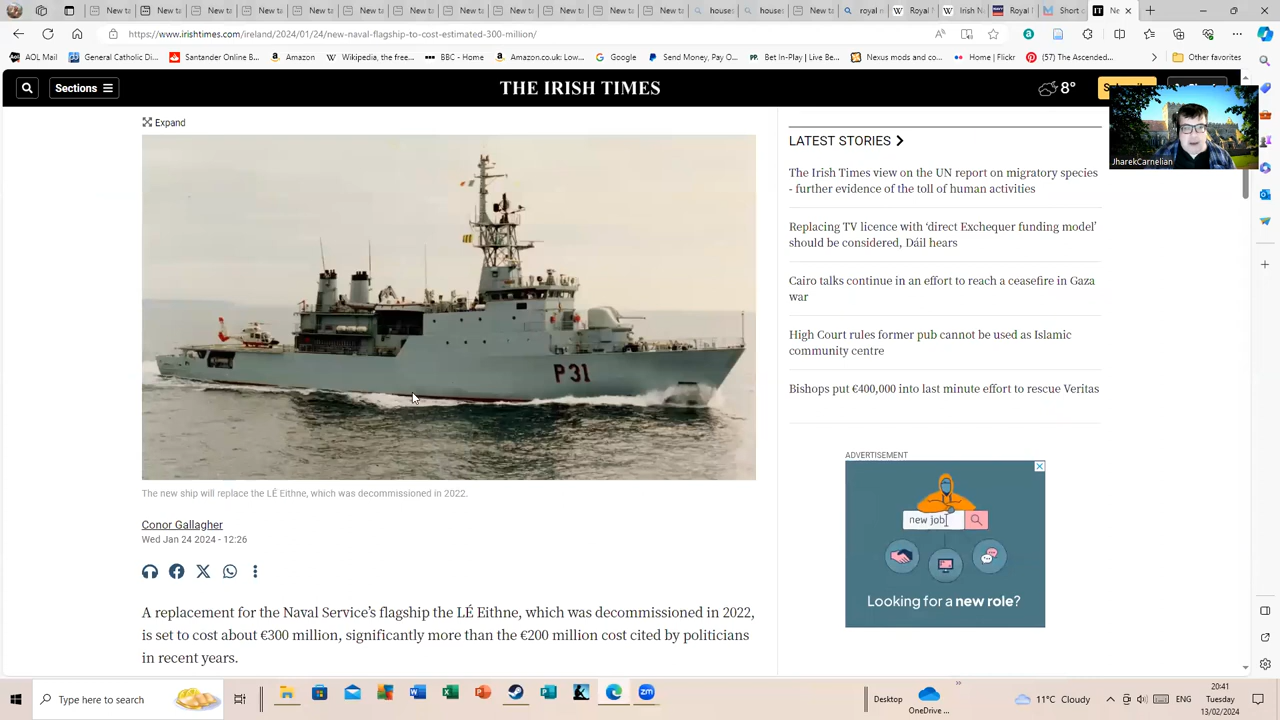 New ta
New ta
New ta
New ta
New ta
New ta
New ta
New ta
house:
house:
New ta
royal n
Royal I
Irish N
Royal I
Short c
Ne
https://www.irishtimes.com/ireland/2024/01/24/new-naval-flagship-to-cost-estimated-300-million/
AOL Mail
General Catholic Di...
Santander Online B...
Amazon
Wikipedia, the free...
BBC - Home
Amazon.co.uk: Low...
Google
Send Money, Pay O...
Bet In-Play | Live Be...
Nexus mods and co...
Home | Flickr
(57) The Ascended...
Other favorites
Sections
THE IRISH TIMES
8°
Expand
P31
The new ship will replace the LÉ Eithne, which was decommissioned in 2022.
Conor Gallagher
Wed Jan 24 2024 - 12:26
A replacement for the Naval Service's flagship the LÉ Eithne, which was decommissioned in 2022,
is set to cost about €300 million, significantly more than the €200 million cost cited by politicians
in recent years.
LATEST STORIES
The Irish Times view on the UN report on migratory species
- further evidence of the toll of human activities
Replacing TV licence with 'direct Exchequer funding model'
should be considered, Dáil hears
Cairo talks continue in an effort to reach a ceasefire in Gaza
war
High Court rules former pub cannot be used as Islamic
community centre
Bishops put €400,000 into last minute effort to rescue Veritas
ADVERTISEMENT
new job
Looking for a new role?
JharekCarnelian
Type here to search
Desktop
OneDrive ...
11°C Cloudy
ENG
20:41
Tuesday
13/02/2024